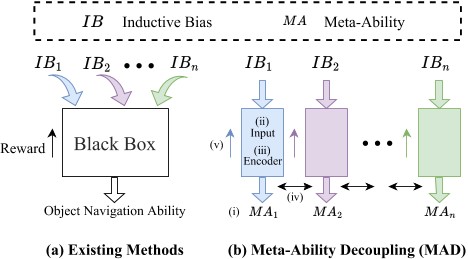 IB Inductive Bias MA Meta-Ability
IB₁ IB₂ ••• IBₙ
Reward
Black Box
Object Navigation Ability
(a) Existing Methods
IB₁ IB₂ IBₙ
(ii)
Input
(v)
(iii)
Encoder
•••
(iv)
(i) MA₁ MA₂ MAₙ
(b) Meta-Ability Decoupling (MAD)